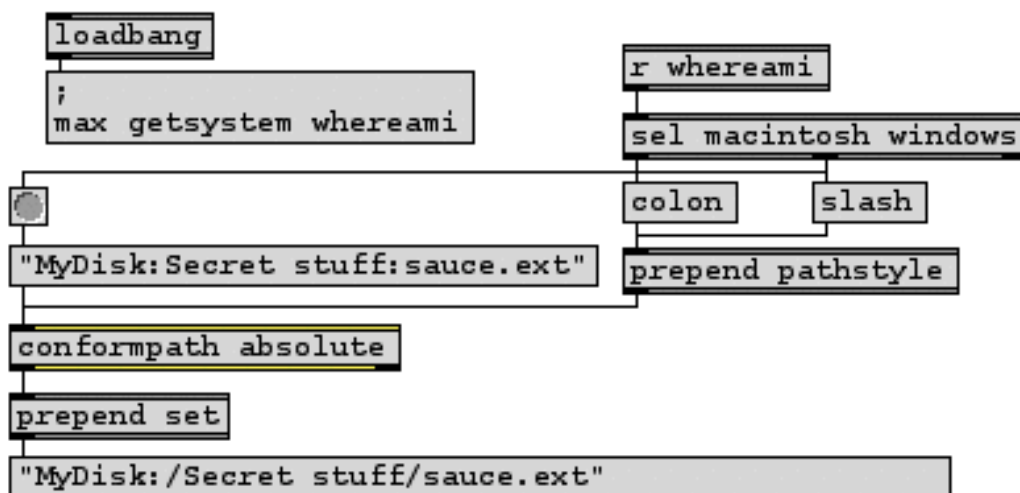 loadbang
;
max getsystem whereami
r whereami
sel macintosh windows
colon
slash
"MyDisk:Secret stuff:sauce.ext"
prepend pathstyle
conformpath absolute
prepend set
"MyDisk:/Secret stuff/sauce.ext"